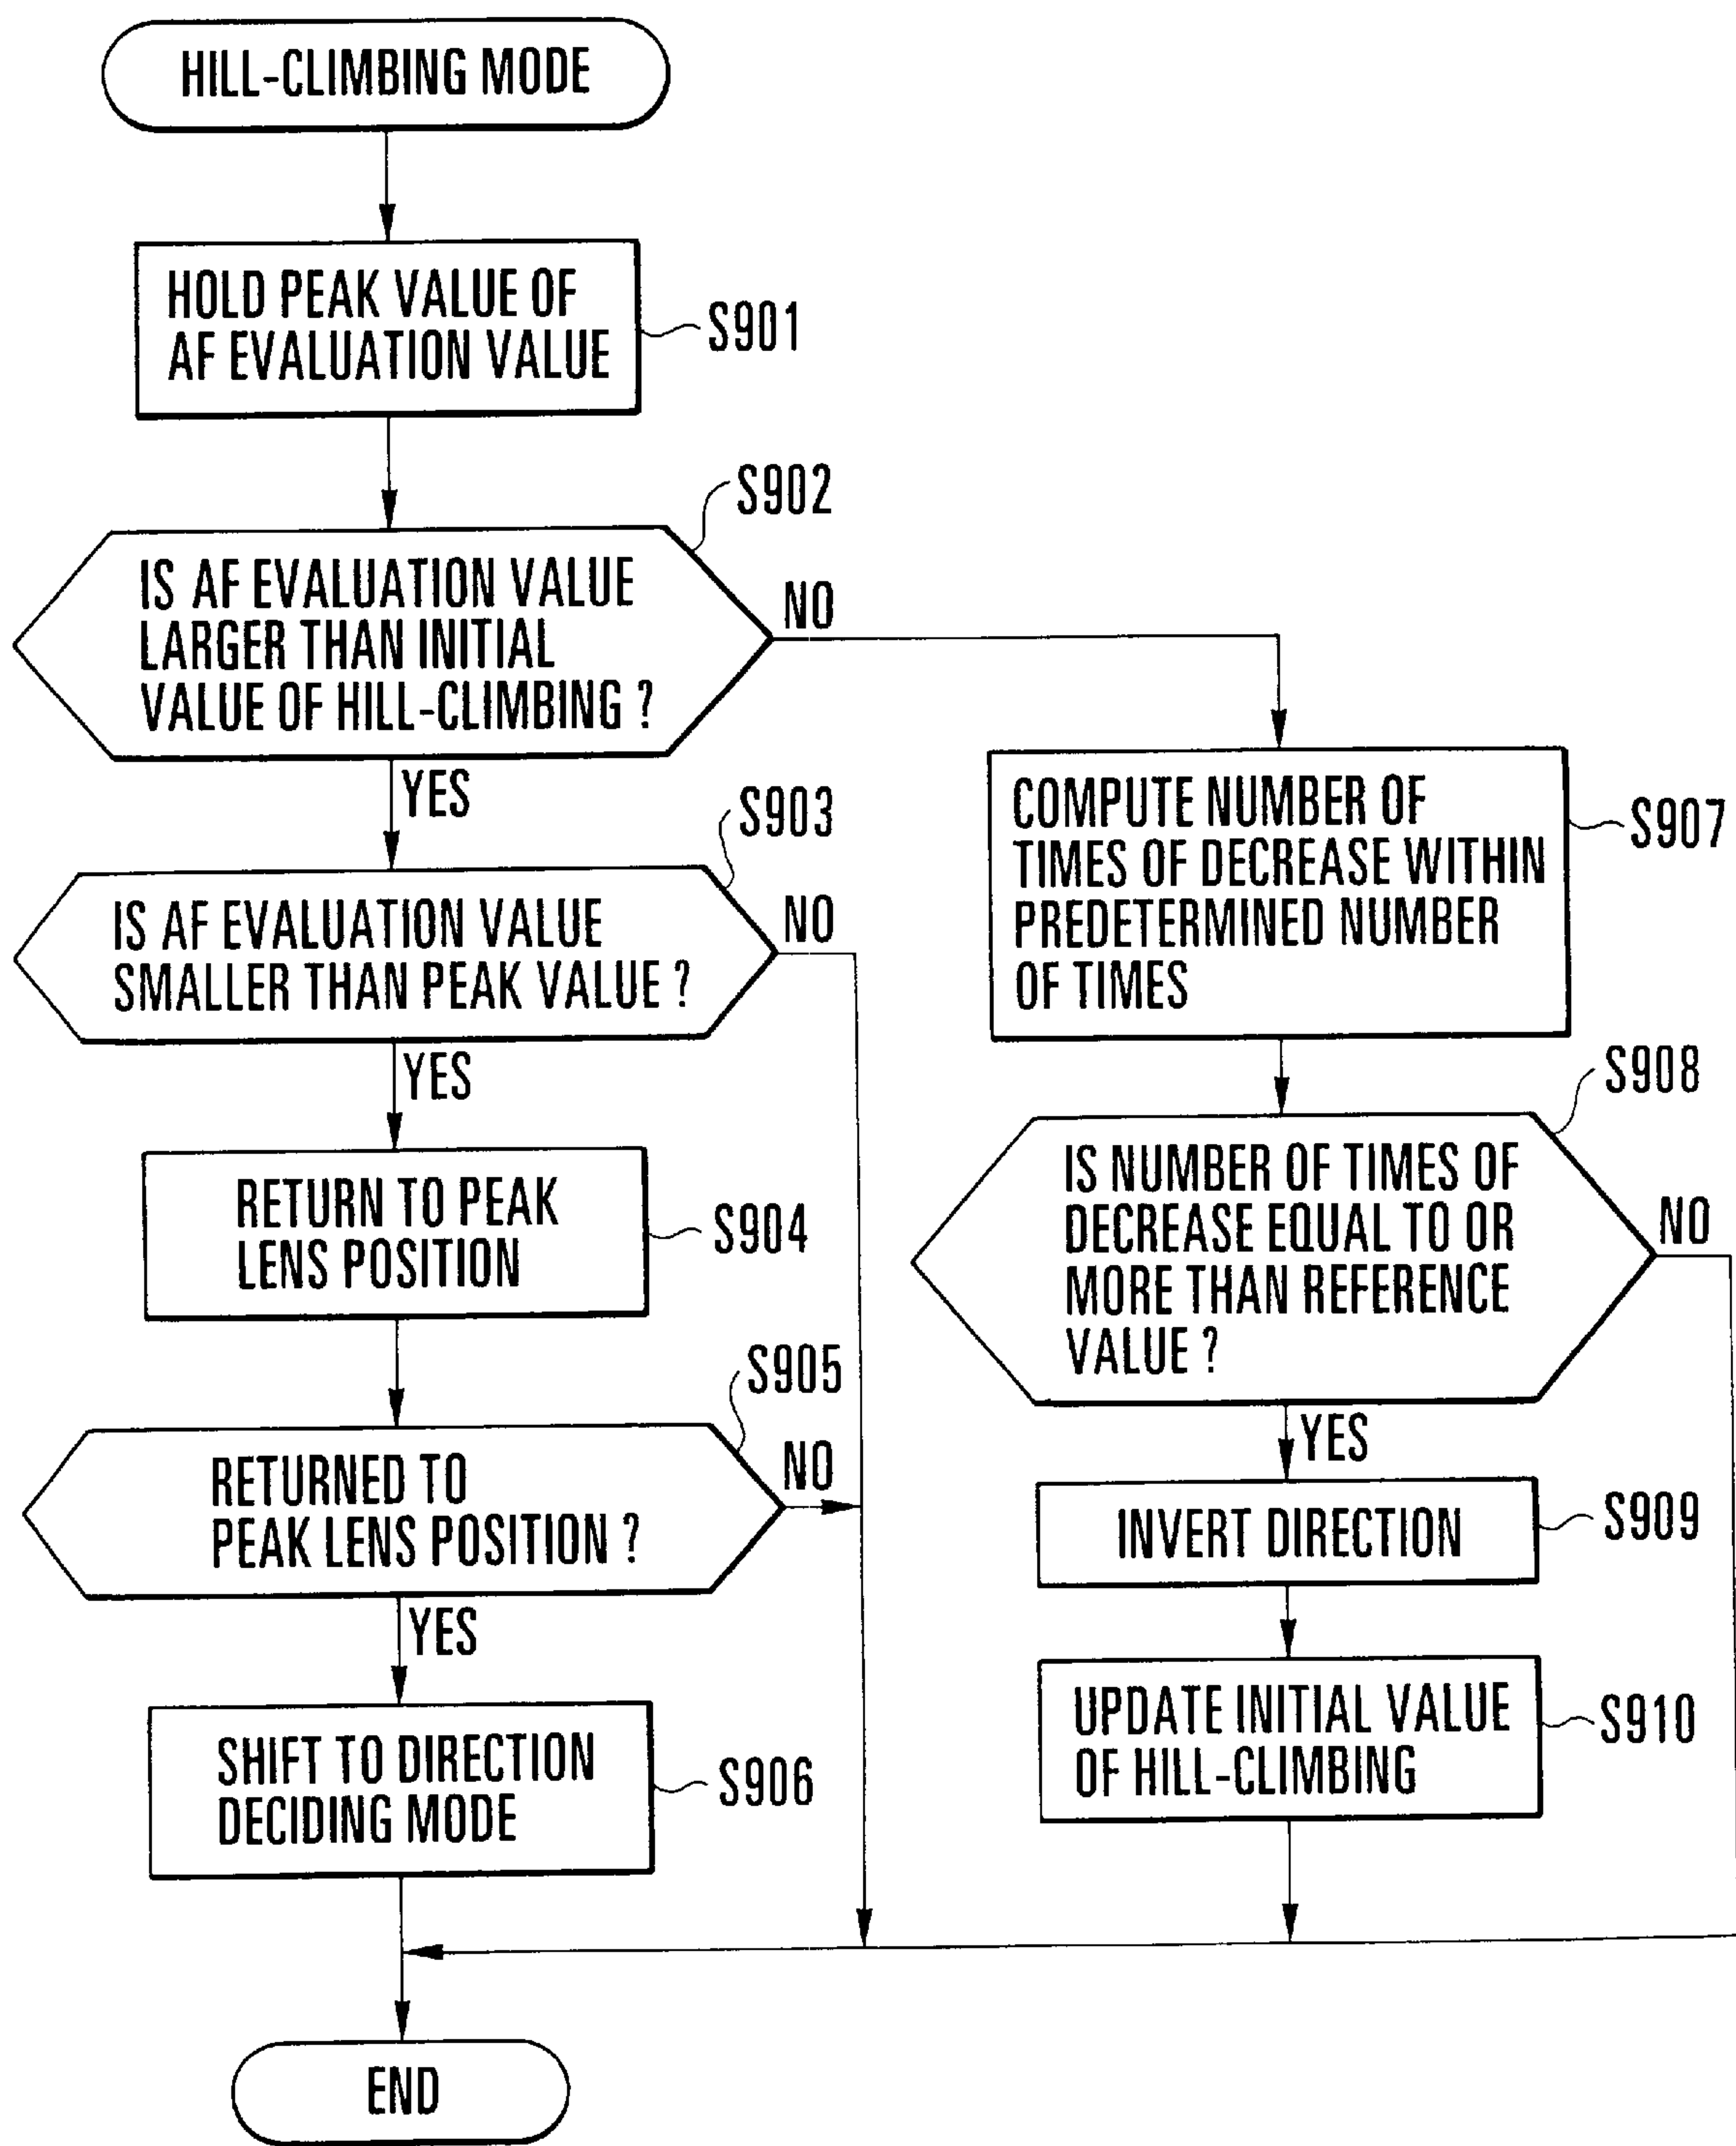 HILL-CLIMBING MODE
HOLD PEAK VALUE OF
AF EVALUATION VALUE
S901
S902
IS AF EVALUATION VALUE
LARGER THAN INITIAL
VALUE OF HILL-CLIMBING ?
NO
YES
S903
IS AF EVALUATION VALUE
SMALLER THAN PEAK VALUE ?
NO
YES
RETURN TO PEAK
LENS POSITION
S904
S905
RETURNED TO
PEAK LENS POSITION ?
NO
YES
SHIFT TO DIRECTION
DECIDING MODE
S906
COMPUTE NUMBER OF
TIMES OF DECREASE WITHIN
PREDETERMINED NUMBER
OF TIMES
S907
S908
IS NUMBER OF TIMES OF
DECREASE EQUAL TO OR
MORE THAN REFERENCE
VALUE ?
NO
YES
INVERT DIRECTION
S909
UPDATE INITIAL VALUE
OF HILL-CLIMBING
S910
END